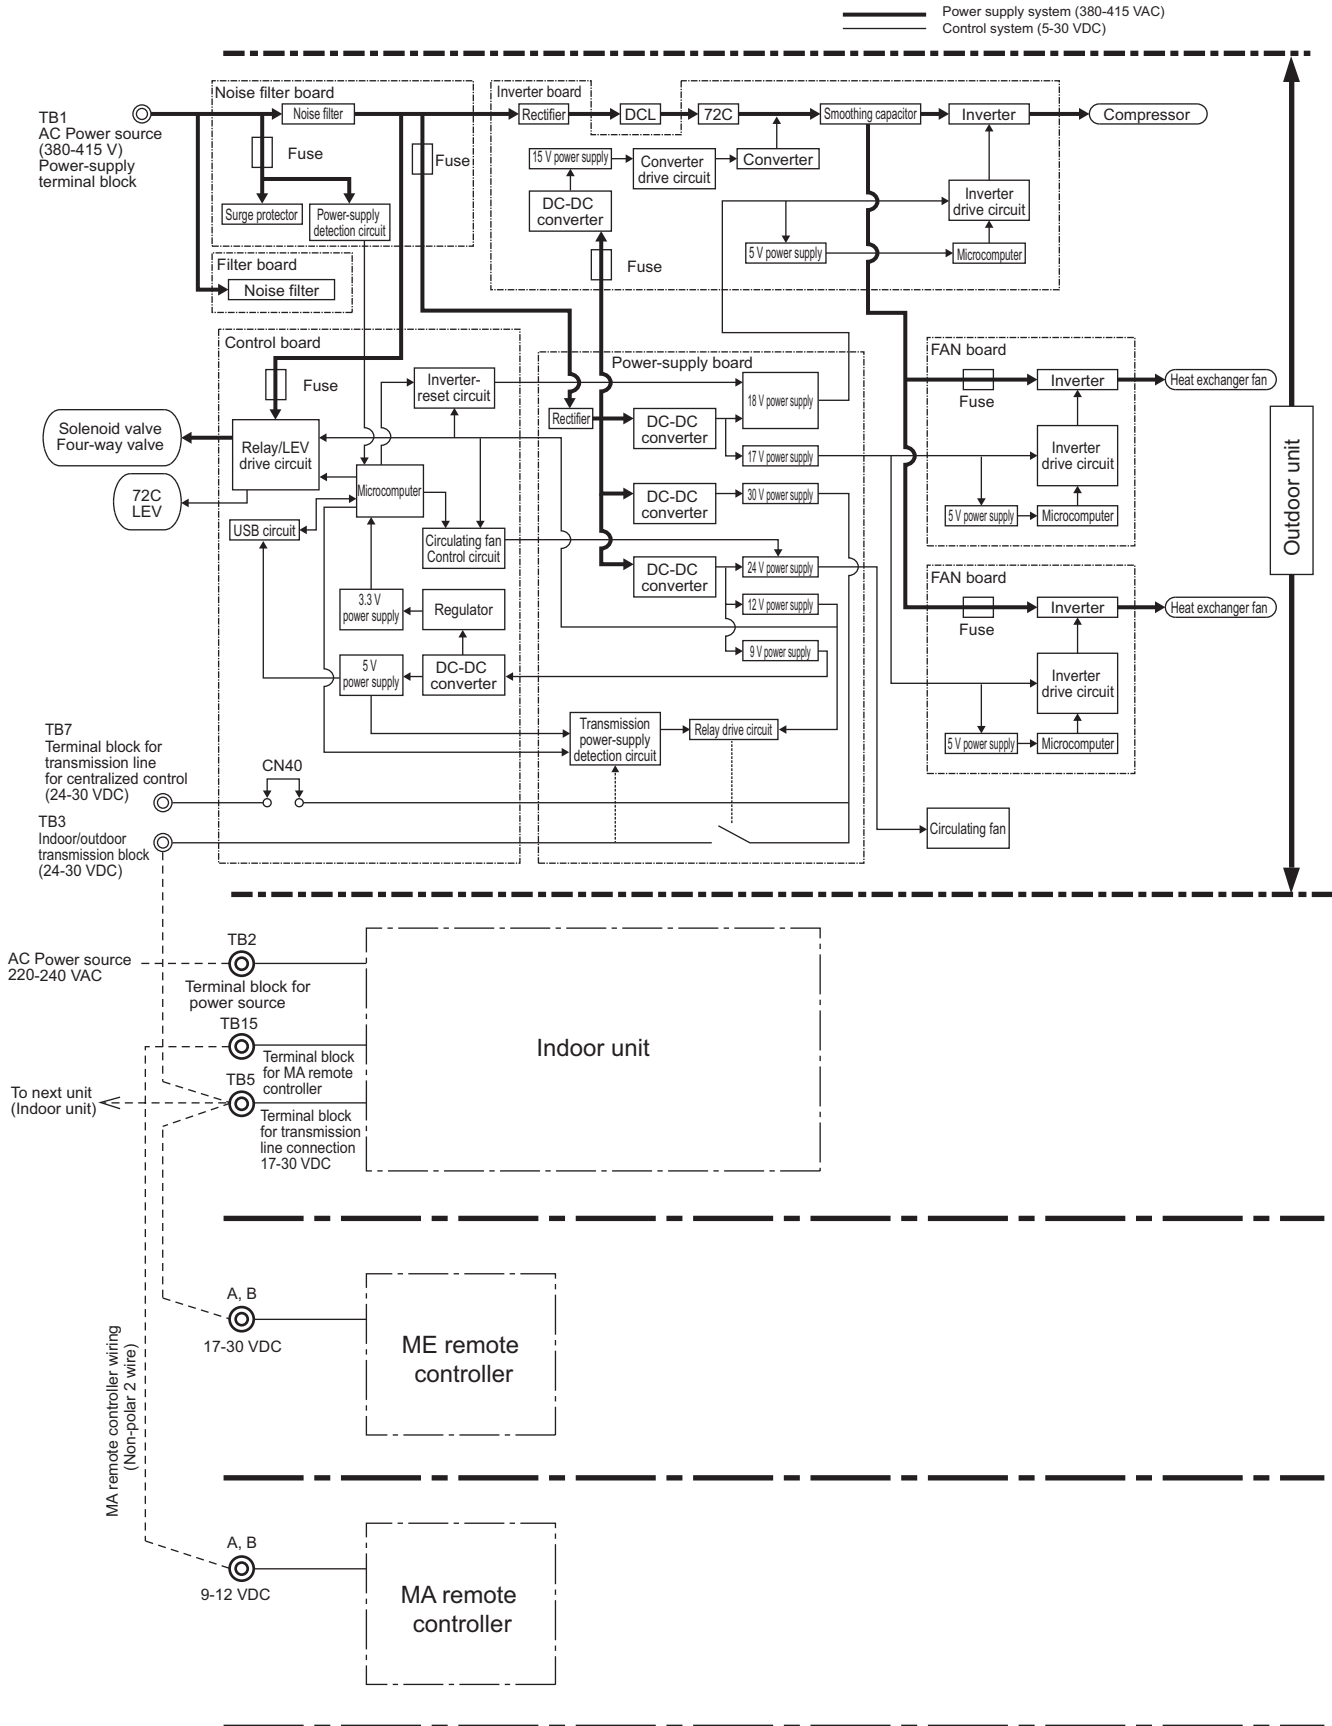 Power supply system (380-415 VAC)
Control system (5-30 VDC)
TB1
AC Power source
(380-415 V)
Power-supply
terminal block
Noise filter board
Noise filter
Fuse
Fuse
Surge protector
Power-supply
detection circuit
Filter board
Noise filter
Inverter board
Rectifier
DCL
72C
Smoothing capacitor
Inverter
Compressor
15 V power supply
Converter
drive circuit
Converter
DC-DC
converter
Inverter
drive circuit
Fuse
5 V power supply
Microcomputer
Control board
Fuse
Inverter-
reset circuit
Solenoid valve
Four-way valve
Relay/LEV
drive circuit
72C
LEV
Microcomputer
USB circuit
Circulating fan
Control circuit
3.3 V
power supply
Regulator
5 V
power supply
DC-DC
converter
Power-supply board
Rectifier
DC-DC
converter
18 V power supply
17 V power supply
DC-DC
converter
30 V power supply
DC-DC
converter
24 V power supply
12 V power supply
9 V power supply
Transmission
power-supply
detection circuit
Relay drive circuit
FAN board
Fuse
Inverter
Heat exchanger fan
Inverter
drive circuit
5 V power supply
Microcomputer
FAN board
Fuse
Inverter
Heat exchanger fan
Inverter
drive circuit
5 V power supply
Microcomputer
Circulating fan
Outdoor unit
TB7
Terminal block for
transmission line
for centralized control
(24-30 VDC)
CN40
TB3
Indoor/outdoor
transmission block
(24-30 VDC)
AC Power source
220-240 VAC
TB2
Terminal block for
power source
TB15
Terminal block
for MA remote
controller
To next unit
(Indoor unit)
TB5
Terminal block
for transmission
line connection
17-30 VDC
Indoor unit
A, B
17-30 VDC
ME remote
controller
MA remote controller wiring
(Non-polar 2 wire)
A, B
9-12 VDC
MA remote
controller